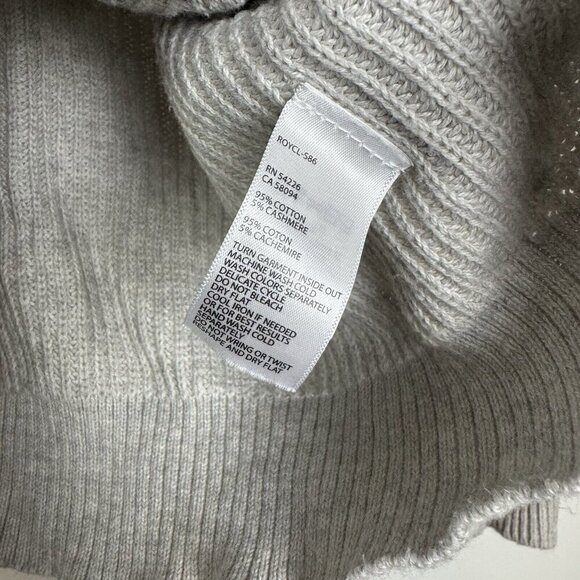 ROYCL-S86
RN 54226
CA 58094
95% COTTON
5% CASHMERE
95% COTON
5% CACHEMIRE
TURN GARMENT INSIDE OUT
MACHINE WASH COLD
WASH COLORS SEPARATELY
DELICATE CYCLE
DO NOT BLEACH
DRY FLAT
COOL IRON IF NEEDED
OR FOR BEST RESULTS
HAND WASH COLD
SEPARATELY
DO NOT WRING OR TWIST
RESHAPE AND DRY FLAT